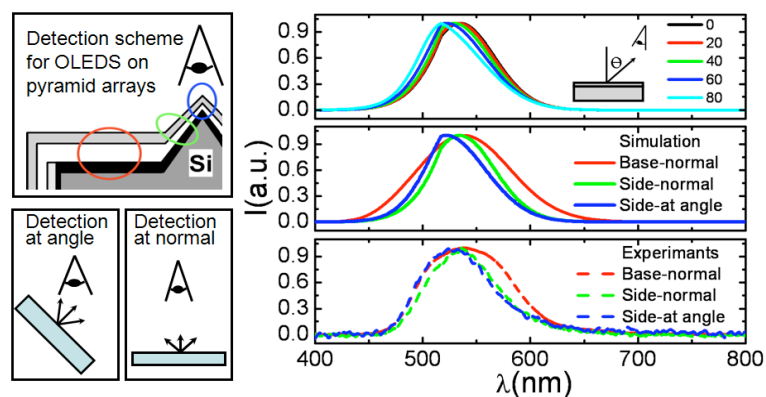 Detection scheme
for OLEDS on
pyramid arrays
Si
Detection
at angle
Detection
at normal
I(a.u.)
0.0
0.3
0.6
0.9
Θ
0
20
40
60
80
0.0
0.3
0.6
0.9
Simulation
Base-normal
Side-normal
Side-at angle
0.0
0.3
0.6
0.9
Experimants
Base-normal
Side-normal
Side-at angle
400 500 600 700 800
λ(nm)